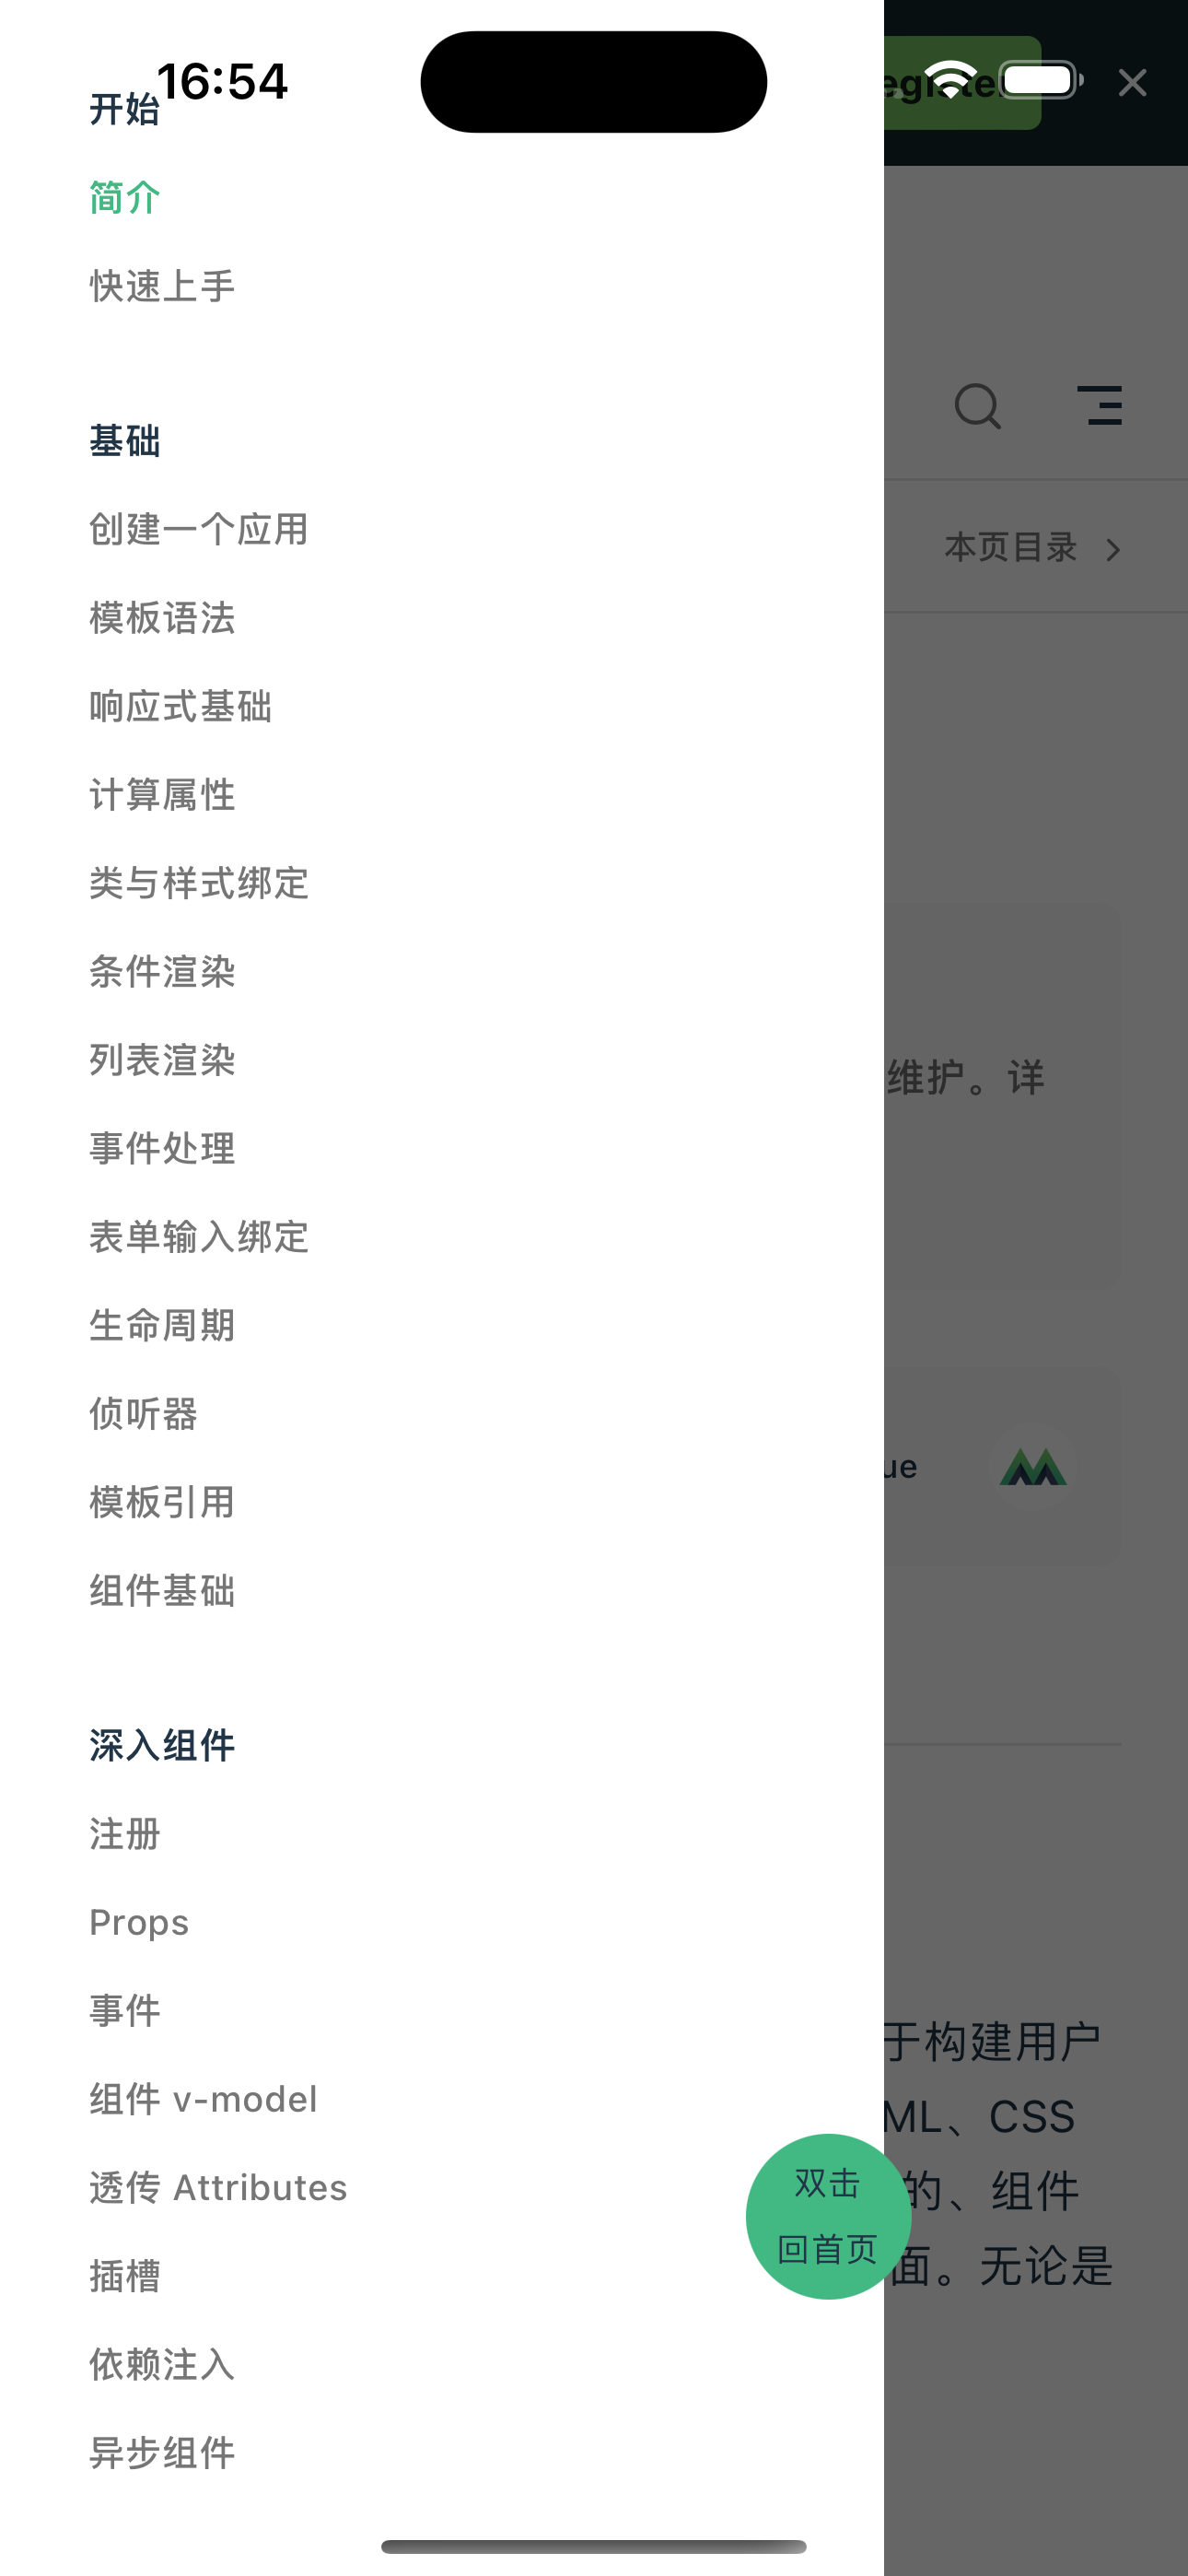 16:54
开始
简介
快速上手
基础
创建一个应用
模板语法
响应式基础
计算属性
类与样式绑定
条件渲染
列表渲染
事件处理
表单输入绑定
生命周期
侦听器
模板引用
组件基础
深入组件
注册
Props
事件
组件 v-model
透传 Attributes
插槽
依赖注入
异步组件
双击
回首页
本页目录
维护。详
ue
于构建用户
ML、CSS
的、组件
面。无论是